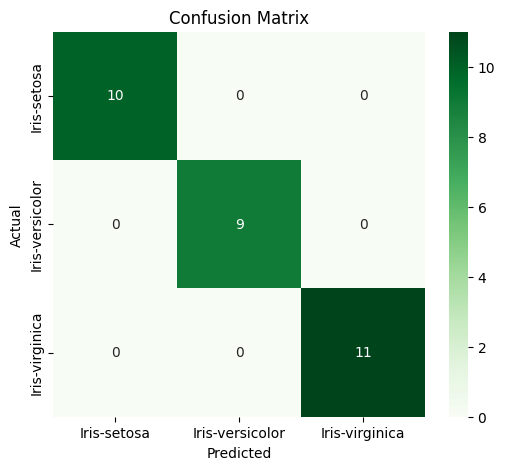 Confusion Matrix
Actual
Iris-setosa
10
0
0
Iris-versicolor
0
9
0
Iris-virginica
0
0
11
Iris-setosa
Iris-versicolor
Iris-virginica
Predicted
10
8
6
4
2
0